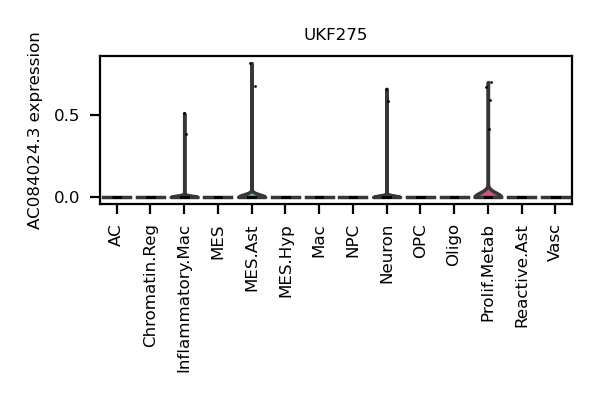 UKF275
AC084024.3 expression
0.5
0.0
AC
Chromatin.Reg
Inflammatory.Mac
MES
MES.Ast
MES.Hyp
Mac
NPC
Neuron
OPC
Oligo
Prolif.Metab
Reactive.Ast
Vasc